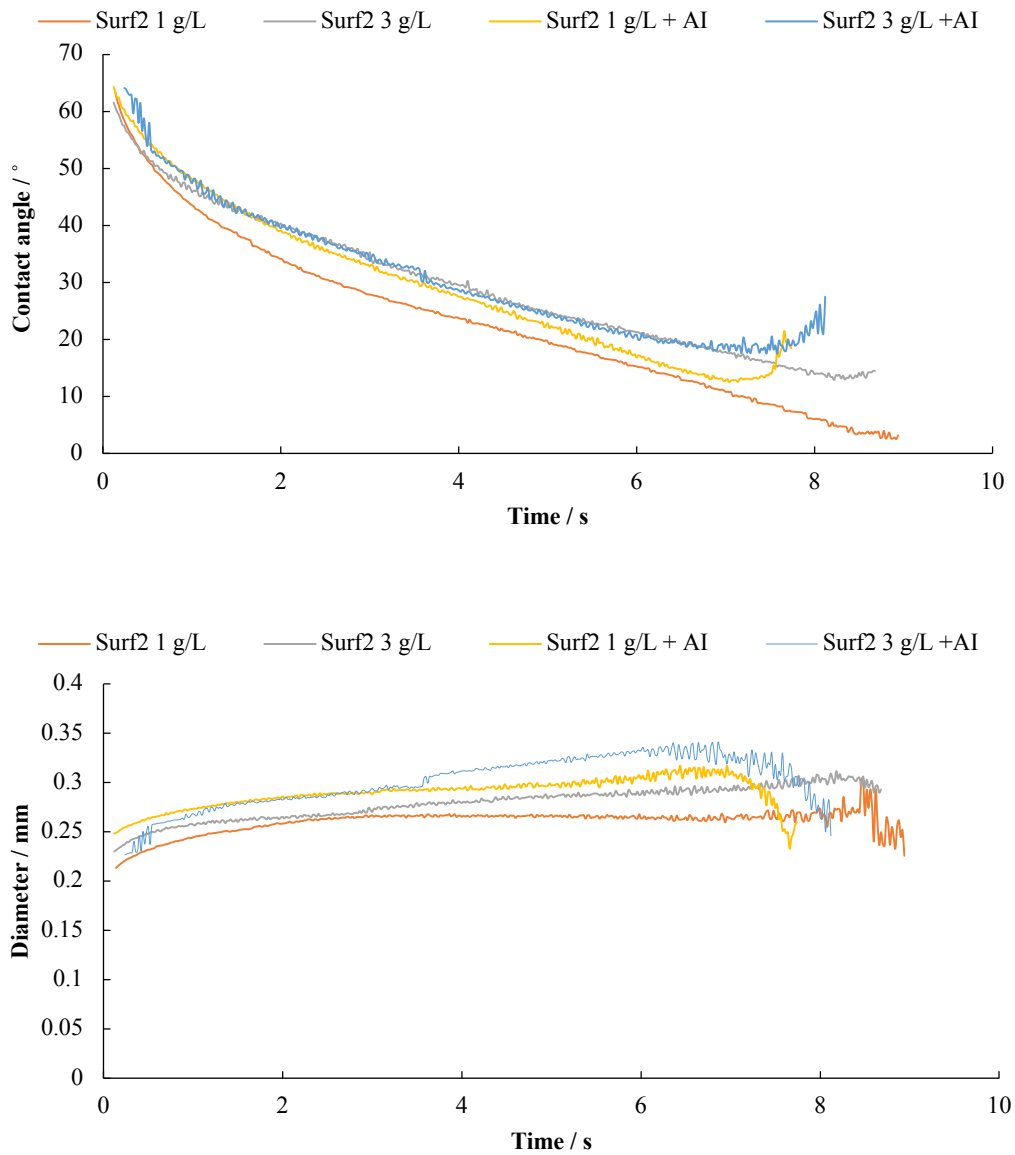 Surf2 1 g/L Surf2 3 g/L Surf2 1 g/L + AI Surf2 3 g/L +AI
70
60
50
40
30
20
10
0
Contact angle / °
0 2 4 6 8 10
Time / s
Surf2 1 g/L Surf2 3 g/L Surf2 1 g/L + AI Surf2 3 g/L +AI
0.4
0.35
0.3
0.25
0.2
0.15
0.1
0.05
0
Diameter / mm
0 2 4 6 8 10
Time / s